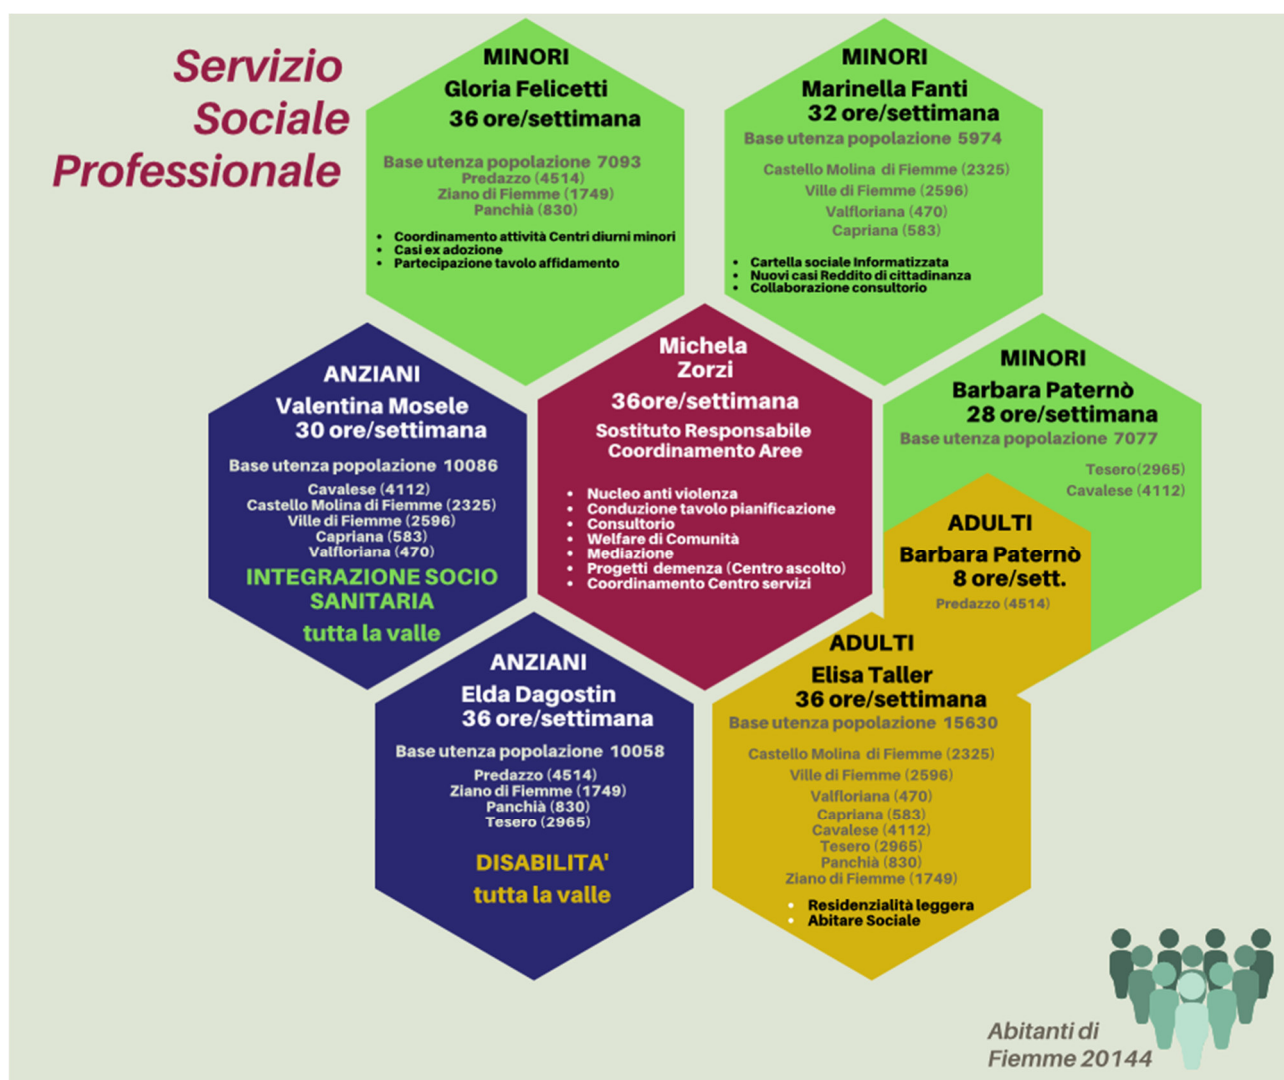 Servizio
Sociale
Professionale
MINORI
Gloria Felicetti
36 ore/settimana
Base utenza popolazione 7093
Predazzo (4514)
Ziano di Fiemme (1749)
Panchià (830)
• Coordinamento attività Centri diurni minori
• Casi ex adozione
• Partecipazione tavolo affidamento
MINORI
Marinella Fanti
32 ore/settimana
Base utenza popolazione 5974
Castello Molina di Fiemme (2325)
Ville di Fiemme (2596)
Valfloriana (470)
Capriana (583)
• Cartella sociale Informatizzata
• Nuovi casi Reddito di cittadinanza
• Collaborazione consultorio
ANZIANI
Valentina Mosele
30 ore/settimana
Base utenza popolazione 10086
Cavalese (4112)
Castello Molina di Fiemme (2325)
Ville di Fiemme (2596)
Capriana (583)
Valfloriana (470)
INTEGRAZIONE SOCIO
SANITARIA
tutta la valle
Michela
Zorzi
36ore/settimana
Sostituto Responsabile
Coordinamento Aree
• Nucleo anti violenza
• Conduzione tavolo pianificazione
• Consultorio
• Welfare di Comunità
• Mediazione
• Progetti demenza (Centro ascolto)
• Coordinamento Centro servizi
MINORI
Barbara Paternò
28 ore/settimana
Base utenza popolazione 7077
Tesero(2965)
Cavalese (4112)
ADULTI
Barbara Paternò
8 ore/sett.
Predazzo (4514)
ANZIANI
Elda Dagostin
36 ore/settimana
Base utenza popolazione 10058
Predazzo (4514)
Ziano di Fiemme (1749)
Panchià (830)
Tesero (2965)
DISABILITA'
tutta la valle
ADULTI
Elisa Taller
36 ore/settimana
Base utenza popolazione 15630
Castello Molina di Fiemme (2325)
Ville di Fiemme (2596)
Valfloriana (470)
Capriana (583)
Cavalese (4112)
Tesero (2965)
Panchià (830)
Ziano di Fiemme (1749)
• Residenzialità leggera
• Abitare Sociale
Abitanti di
Fiemme 20144